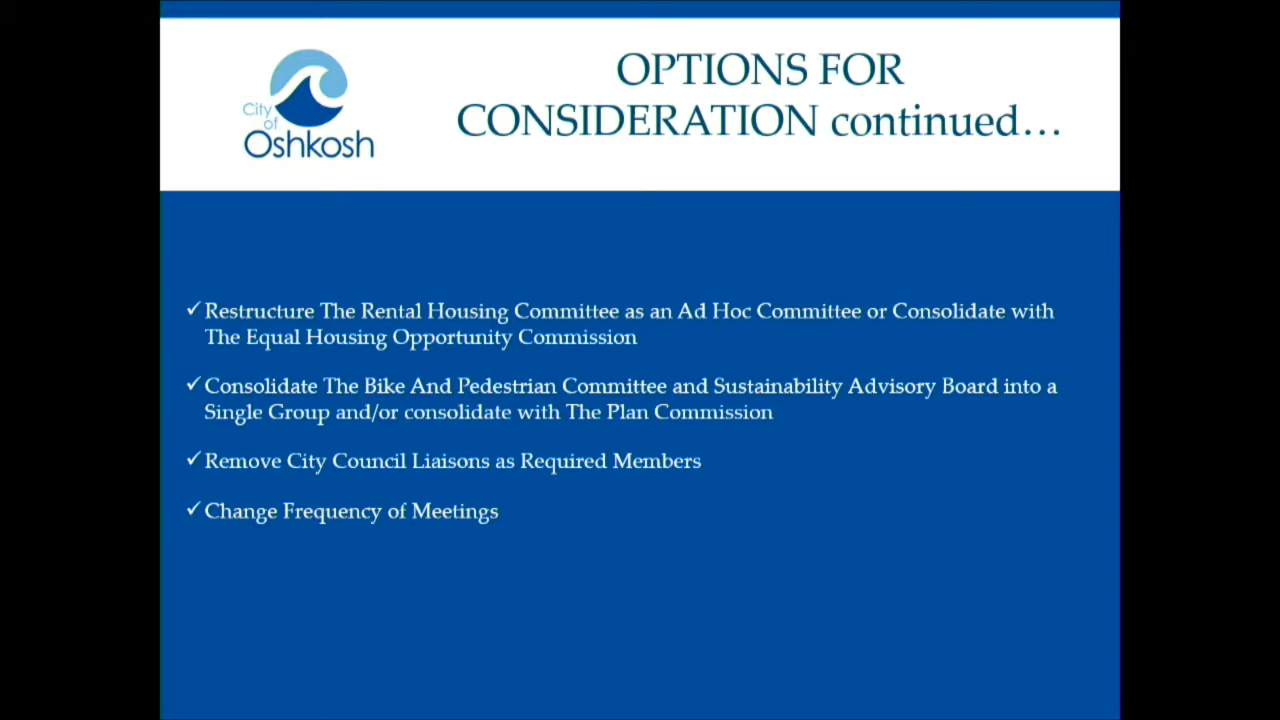 City
of
Oshkosh
OPTIONS FOR
CONSIDERATION continued…
✓Restructure The Rental Housing Committee as an Ad Hoc Committee or Consolidate with
The Equal Housing Opportunity Commission
✓Consolidate The Bike And Pedestrian Committee and Sustainability Advisory Board into a
Single Group and/or consolidate with The Plan Commission
✓Remove City Council Liaisons as Required Members
✓Change Frequency of Meetings